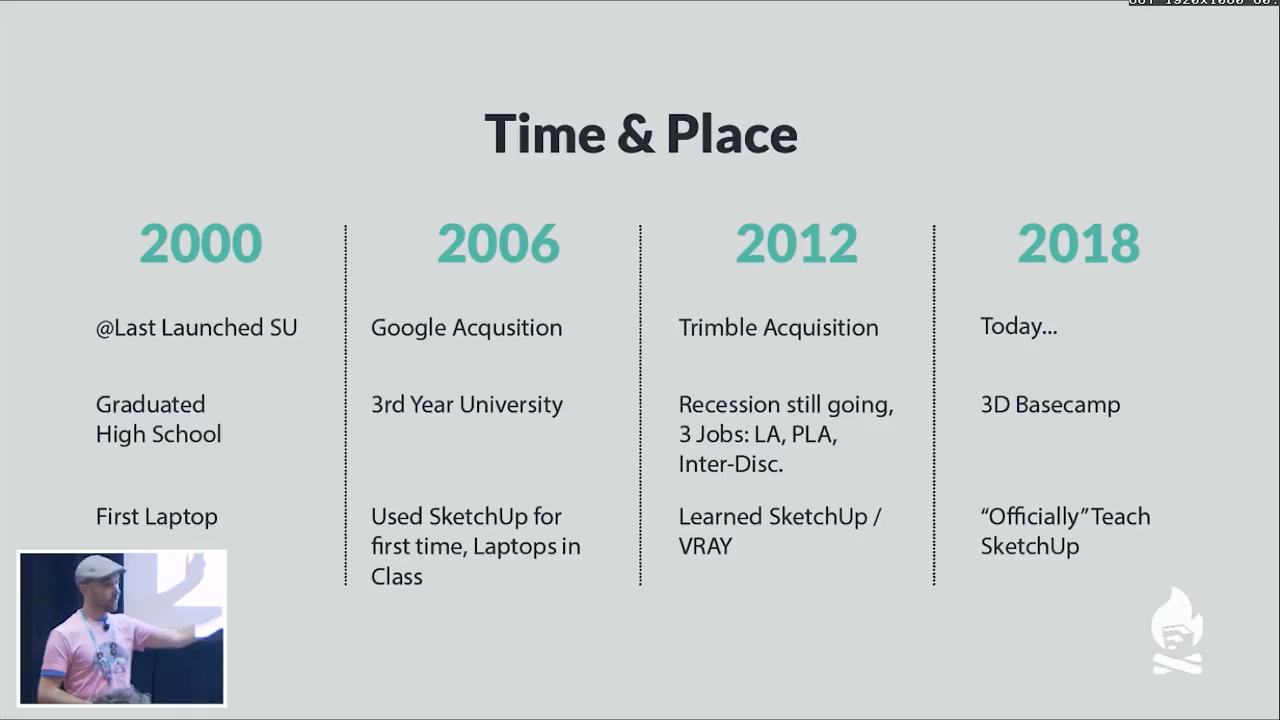 Time & Place
2000
@Last Launched SU
Graduated
High School
First Laptop
2006
Google Acqusition
3rd Year University
Used SketchUp for
first time, Laptops in
Class
2012
Trimble Acquisition
Recession still going,
3 Jobs: LA, PLA,
Inter-Disc.
Learned SketchUp /
VRAY
2018
Today...
3D Basecamp
“Officially” Teach
SketchUp